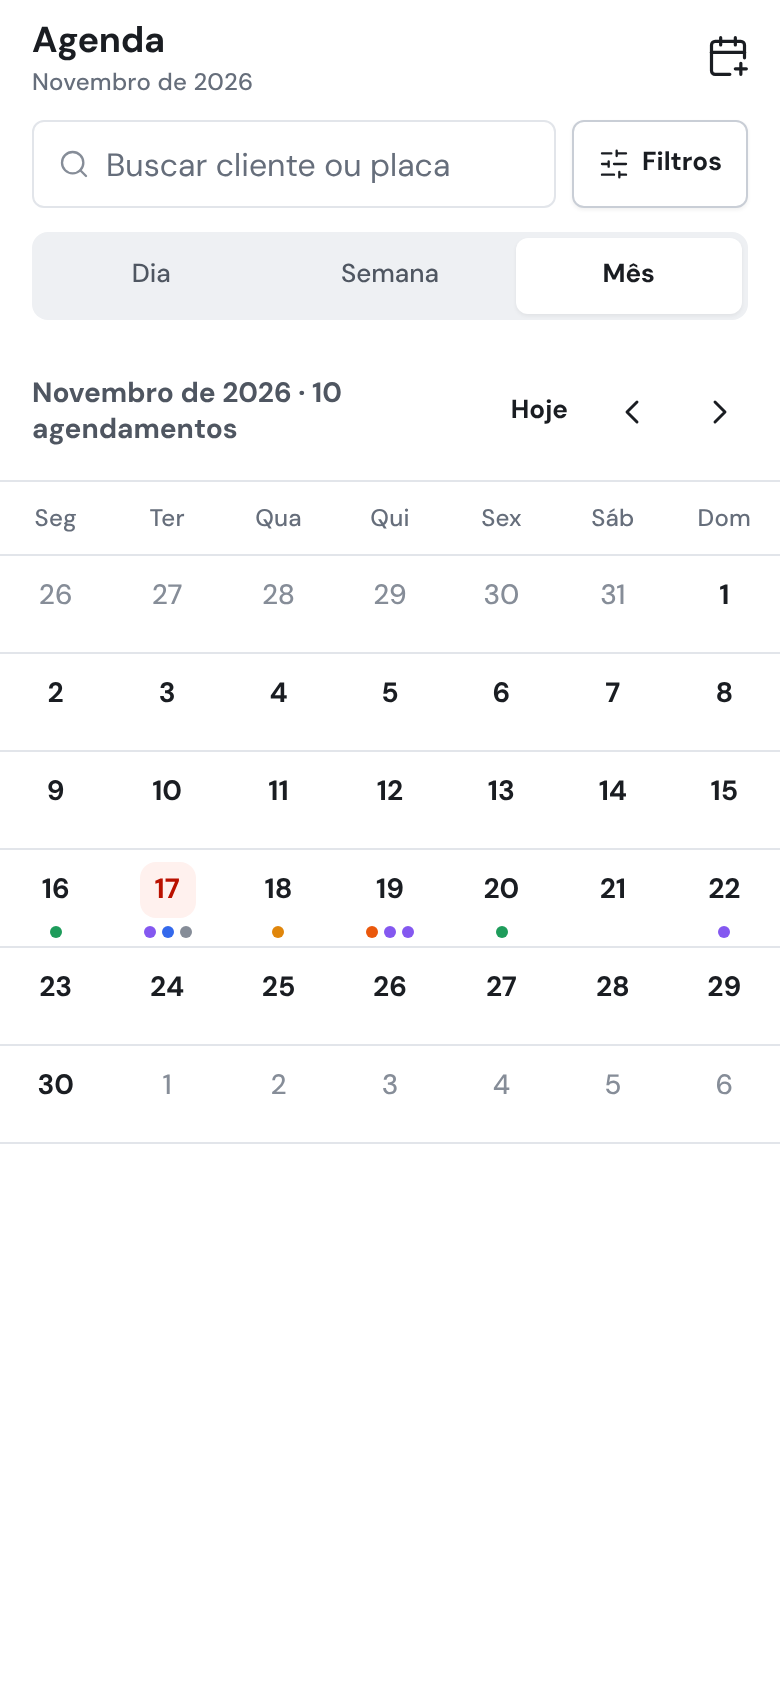 Agenda
Novembro de 2026
Buscar cliente ou placa
Filtros
Dia Semana Mês
Novembro de 2026 · 10
agendamentos
Hoje
Seg Ter Qua Qui Sex Sáb Dom
26 27 28 29 30 31 1
2 3 4 5 6 7 8
9 10 11 12 13 14 15
16 17 18 19 20 21 22
23 24 25 26 27 28 29
30 1 2 3 4 5 6